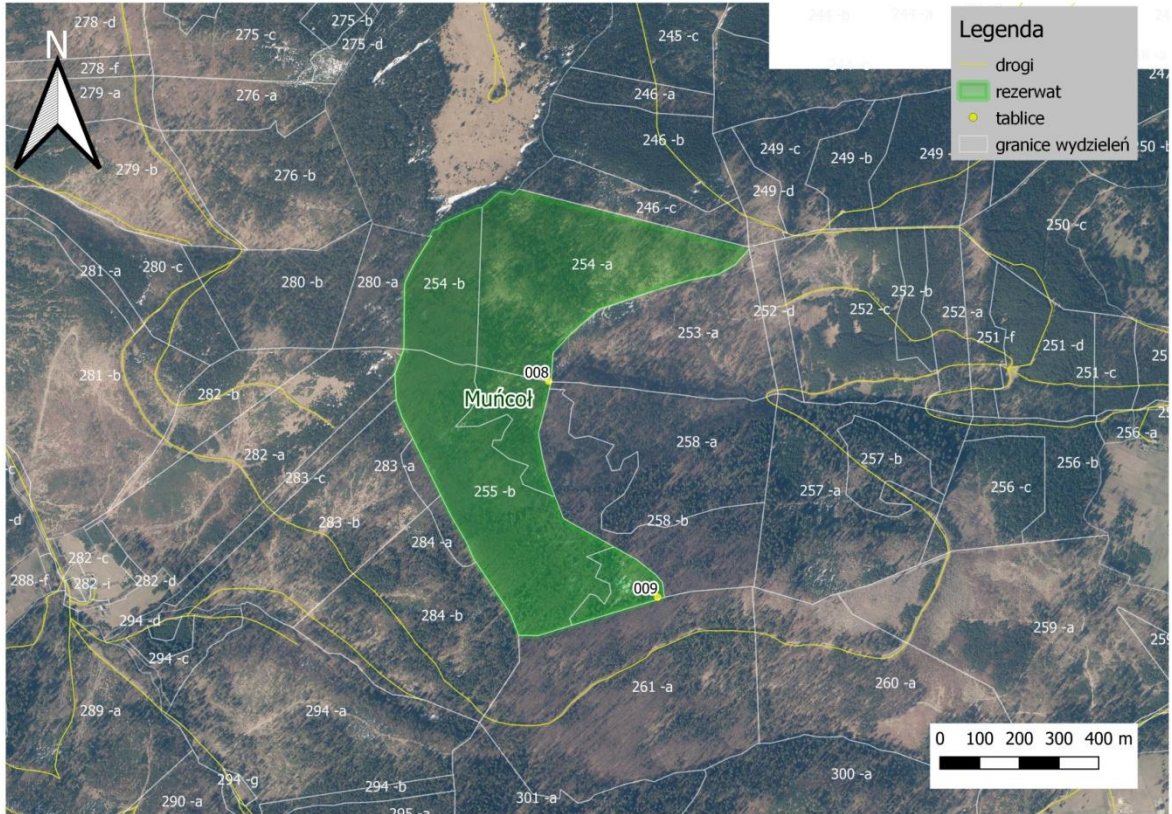 N
278 -d
275 -c
275 -b
275 -d
278 -f
279 -a
276 -a
279 -b
276 -b
245 -c
246 -a
246 -b
246 -c
249 -c
249 -b
249
249 -d
250 -c
Legenda
drogi
rezerwat
tablice
granice wydzieleń
281 -a
280 -c
280 -b
280 -a
254 -b
254 -a
252 -d
252 -c
252 -b
252 -a
251 -f
251 -d
251 -c
253 -a
281 -b
282 -b
008
Muńcoł
282 -a
283 -c
283 -a
283 -b
255 -b
258 -a
258 -b
257 -b
257 -a
256 -a
256 -b
256 -c
284 -a
284 -b
009
-d
282 -c
288 -f
282 -i
282 -d
294 -d
294 -c
259 -a
289 -a
294 -a
261 -a
260 -a
0 100 200 300 400 m
294 -g
290 -a
294 -b
295 -a
301 -a
300 -a